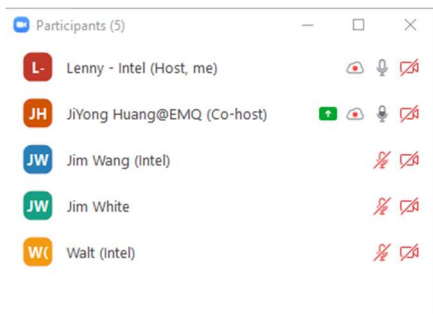 Participants (5)
L- Lenny - Intel (Host, me)
JH JiYong Huang@EMQ (Co-host)
JW Jim Wang (Intel)
JW Jim White
W( Walt (Intel)